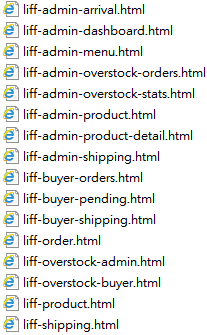 liff-admin-arrival.html
liff-admin-dashboard.html
liff-admin-menu.html
liff-admin-overstock-orders.html
liff-admin-overstock-stats.html
liff-admin-product.html
liff-admin-product-detail.html
liff-admin-shipping.html
liff-buyer-orders.html
liff-buyer-pending.html
liff-buyer-shipping.html
liff-order.html
liff-overstock-admin.html
liff-overstock-buyer.html
liff-product.html
liff-shipping.html